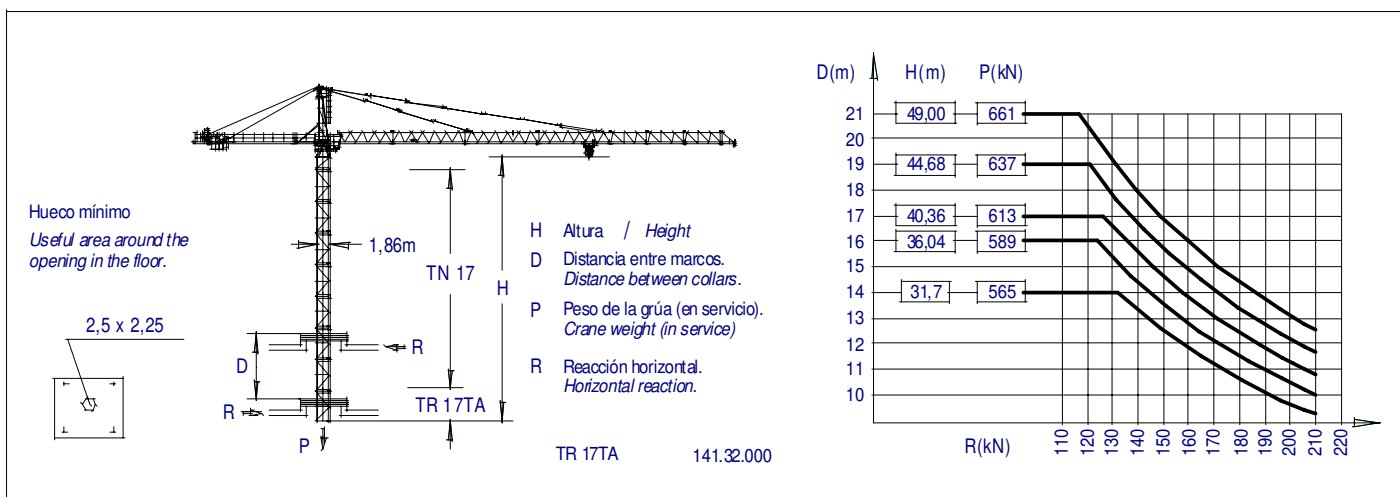 Hueco mínimo
Useful area around the
opening in the floor.
2,5 x 2,25
1,86m
TN 17
H
D
R
R
TR 17TA
P
H Altura / Height
D Distancia entre marcos.
Distance between collars.
P Peso de la grúa (en servicio).
Crane weight (in service)
R Reacción horizontal.
Horizontal reaction.
TR 17TA 141.32.000
D(m) H(m) P(kN)
21 49,00 661
20
19 44,68 637
18
17 40,36 613
16 36,04 589
15
14 31,7 565
13
12
11
10
R(kN) 110 120 130 140 150 160 170 180 190 200 210 220